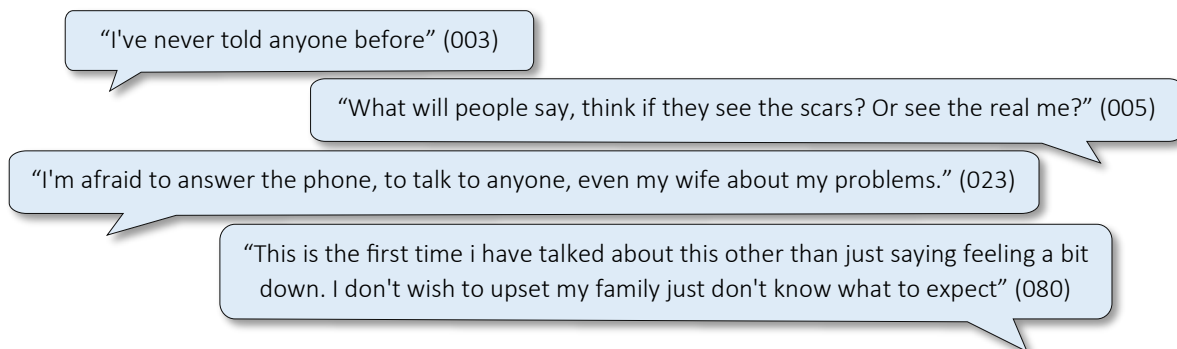 “I've never told anyone before” (003)
“What will people say, think if they see the scars? Or see the real me?” (005)
“I'm afraid to answer the phone, to talk to anyone, even my wife about my problems.” (023)
“This is the first time i have talked about this other than just saying feeling a bit
down. I don't wish to upset my family just don't know what to expect” (080)